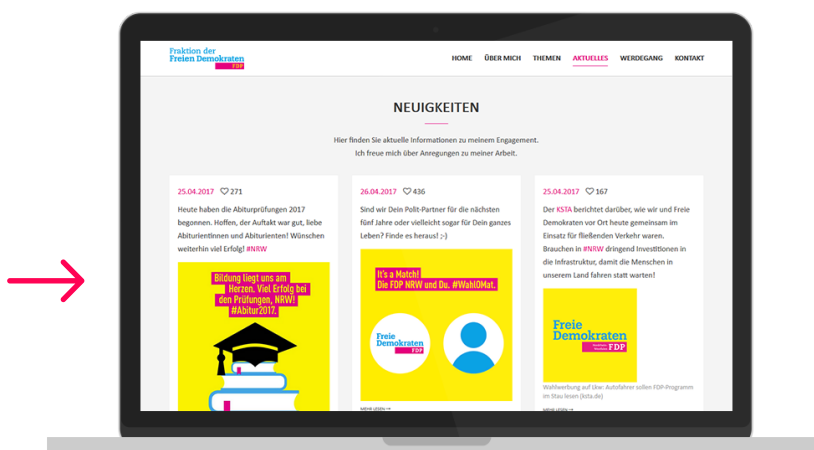 Fraktion der
Freien Demokraten
FDP
HOME ÜBER MICH THEMEN AKTUELLES WERDEGANG KONTAKT
NEUIGKEITEN
Hier finden Sie aktuelle Informationen zu meinem Engagement.
Ich freue mich über Anregungen zu meiner Arbeit.
25.04.2017 271
Heute haben die Abiturprüfungen 2017
begonnen. Hoffen, der Auftakt war gut, liebe
Abiturientinnen und Abiturienten! Wünschen
weiterhin viel Erfolg! #NRW
Bildung liegt uns am
Herzen. Viel Erfolg bei
den Prüfungen, NRW!
#Abitur2017.
26.04.2017 436
Sind wir Dein Polit-Partner für die nächsten
fünf Jahre oder vielleicht sogar für Dein ganzes
Leben? Finde es heraus! ;-)
It's a Match!
Die FDP NRW und Du. #WahlOMat.
Freie
Demokraten
FDP
MEHR LESEN →
25.04.2017 167
Der KSTA berichtet darüber, wie wir und Freie
Demokraten vor Ort heute gemeinsam im
Einsatz für fließenden Verkehr waren.
Brauchen in #NRW dringend Investitionen in
die Infrastruktur, damit die Menschen in
unserem Land fahren statt warten!
Freie
Demokraten
FDP
Wahlwerbung auf Lkw: Autofahrer sollen FDP-Programm
im Stau lesen (ksta.de)
MEHR LESEN →